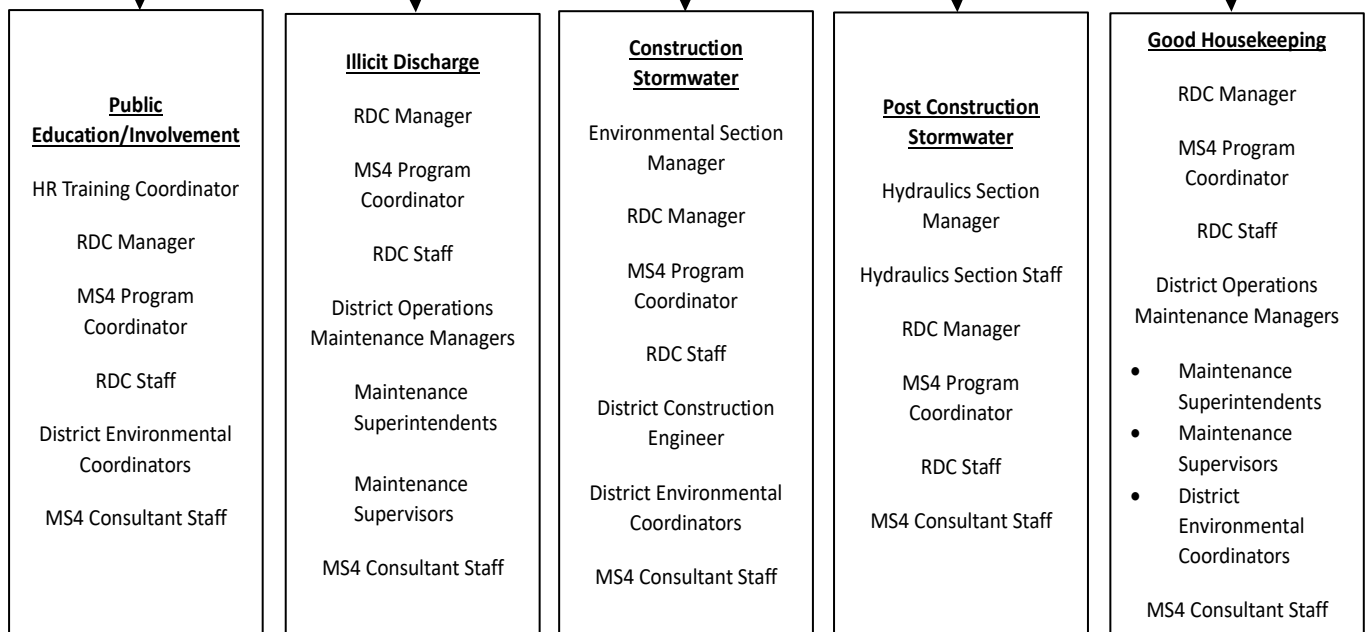 Public
Education/Involvement
HR Training Coordinator
RDC Manager
MS4 Program
Coordinator
RDC Staff
District Environmental
Coordinators
MS4 Consultant Staff
Illicit Discharge
RDC Manager
MS4 Program
Coordinator
RDC Staff
District Operations
Maintenance Managers
Maintenance
Superintendents
Maintenance
Supervisors
MS4 Consultant Staff
Construction
Stormwater
Environmental Section
Manager
RDC Manager
MS4 Program
Coordinator
RDC Staff
District Construction
Engineer
District Environmental
Coordinators
MS4 Consultant Staff
Post Construction
Stormwater
Hydraulics Section
Manager
Hydraulics Section Staff
RDC Manager
MS4 Program
Coordinator
RDC Staff
MS4 Consultant Staff
Good Housekeeping
RDC Manager
MS4 Program
Coordinator
RDC Staff
District Operations
Maintenance Managers
• Maintenance
Superintendents
• Maintenance
Supervisors
• District
Environmental
Coordinators
MS4 Consultant Staff